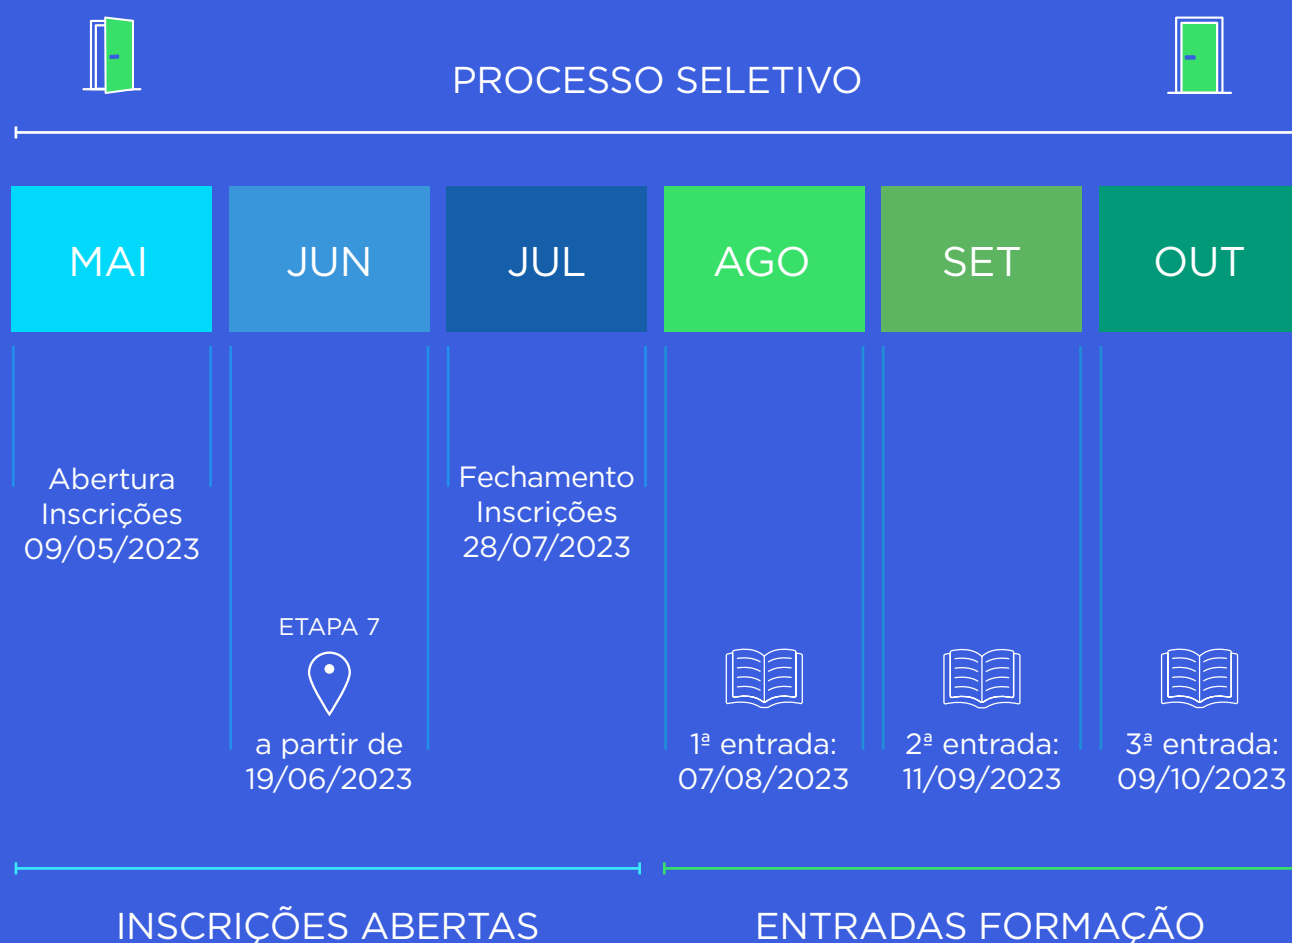 PROCESSO SELETIVO
MAI
JUN
JUL
AGO
SET
OUT
Abertura
Inscrições
09/05/2023
ETAPA 7
a partir de
19/06/2023
Fechamento
Inscrições
28/07/2023
1ª entrada:
07/08/2023
2ª entrada:
11/09/2023
3ª entrada:
09/10/2023
INSCRIÇÕES ABERTAS
ENTRADAS FORMAÇÃO